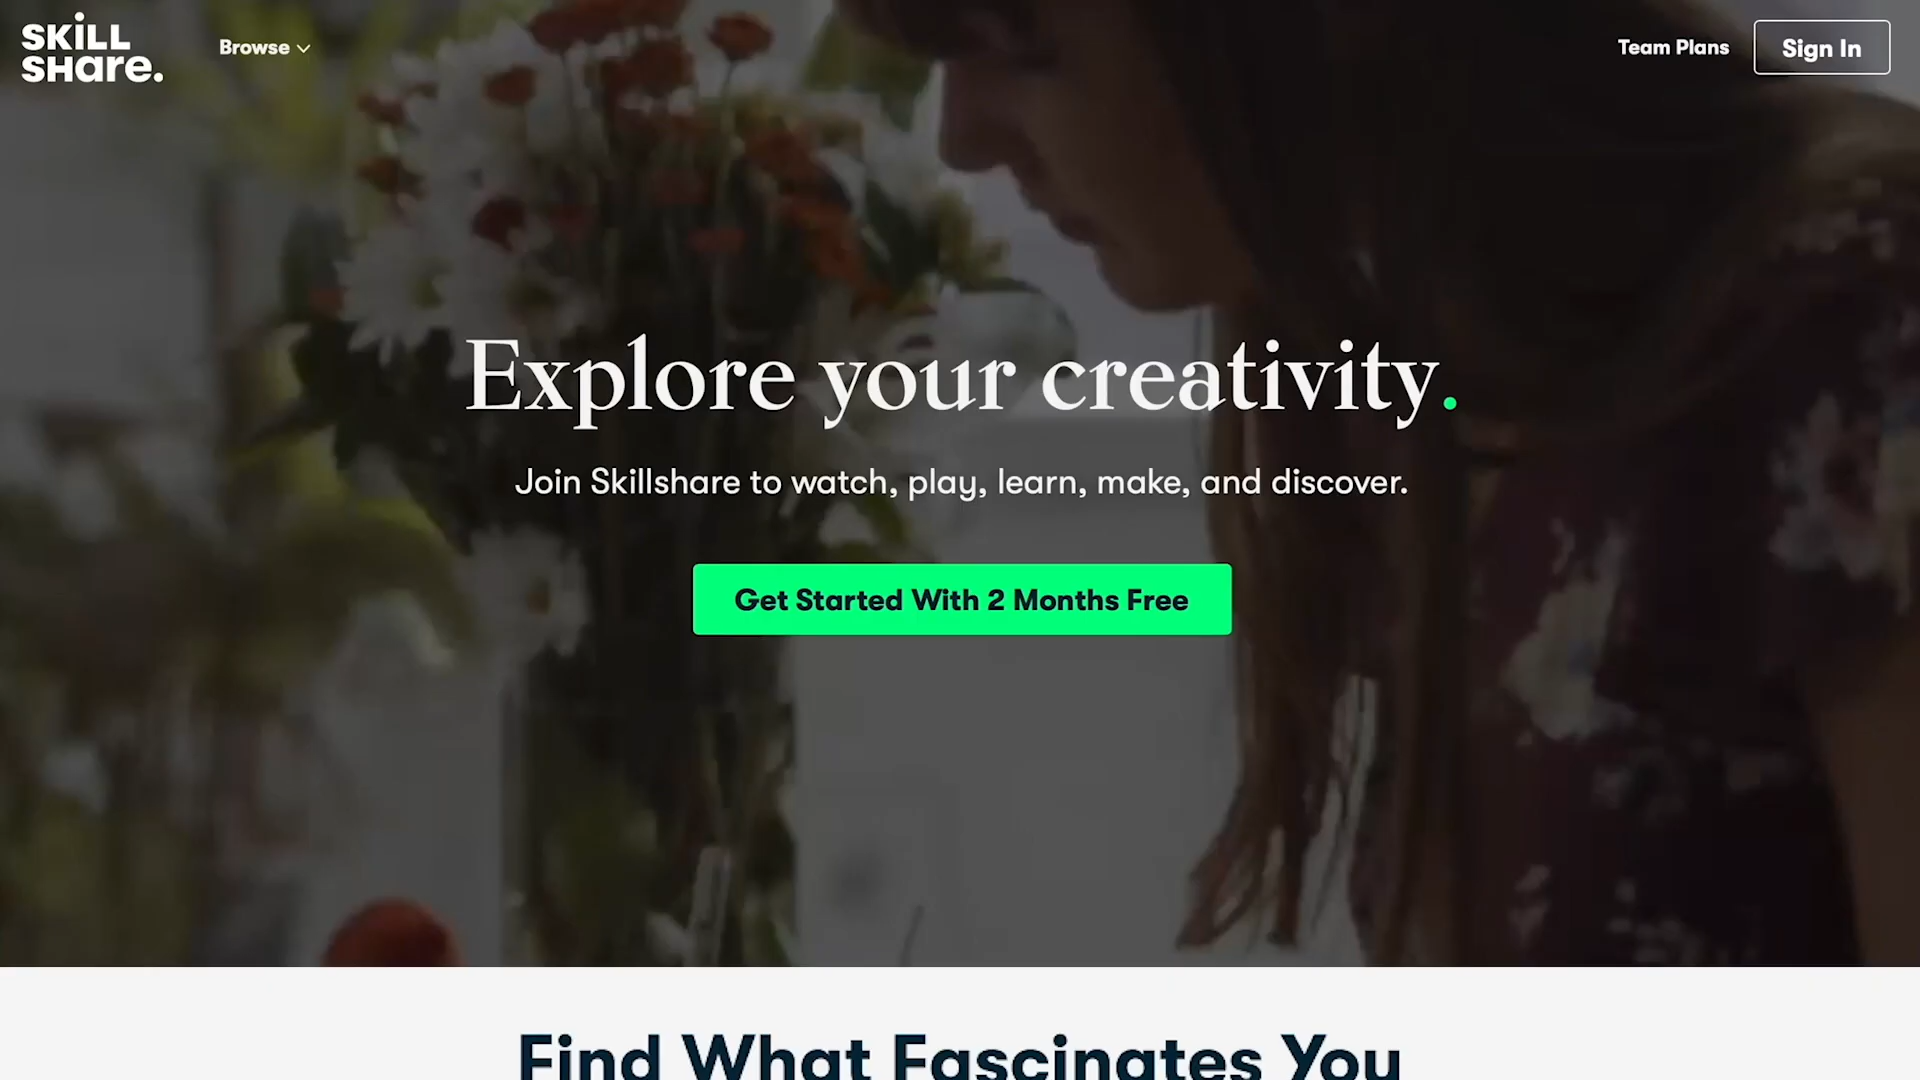 SKiLL
SHare.
Browse
Team Plans
Sign In
Explore your creativity.
Join Skillshare to watch, play, learn, make, and discover.
Get Started With 2 Months Free
Find What Fascinates You